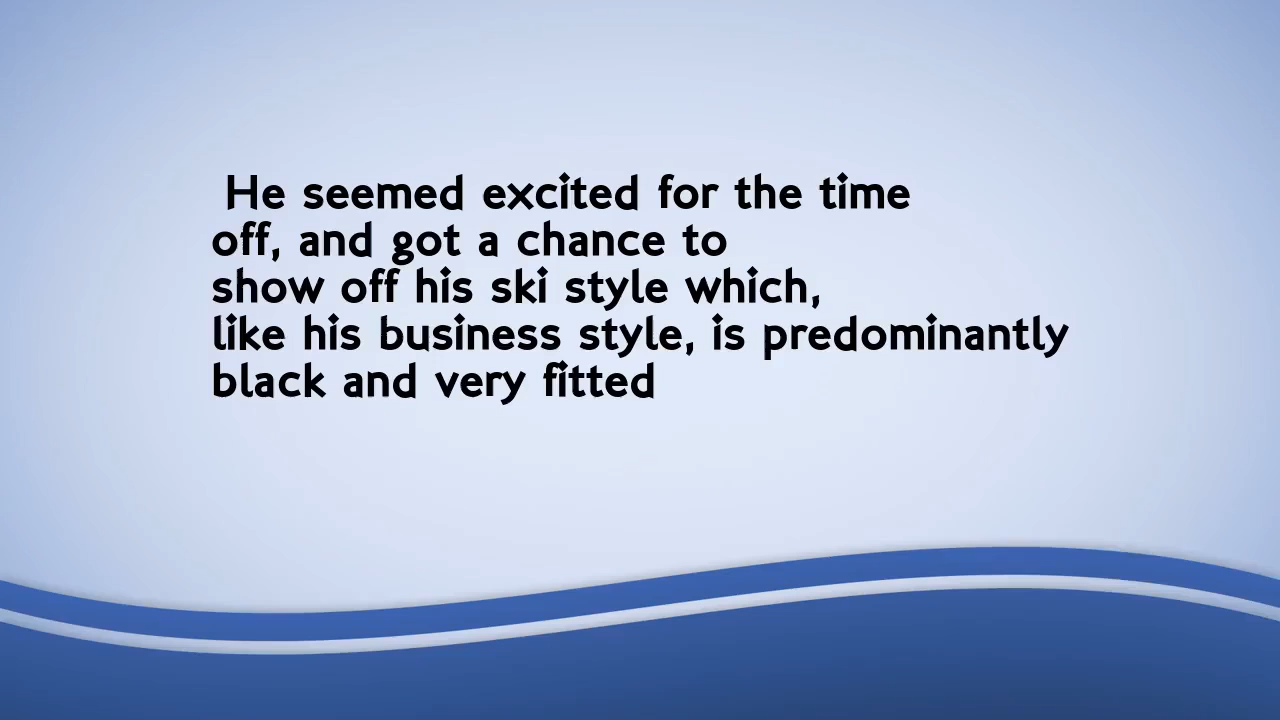 He seemed excited for the time
off, and got a chance to
show off his ski style which,
like his business style, is predominantly
black and very fitted